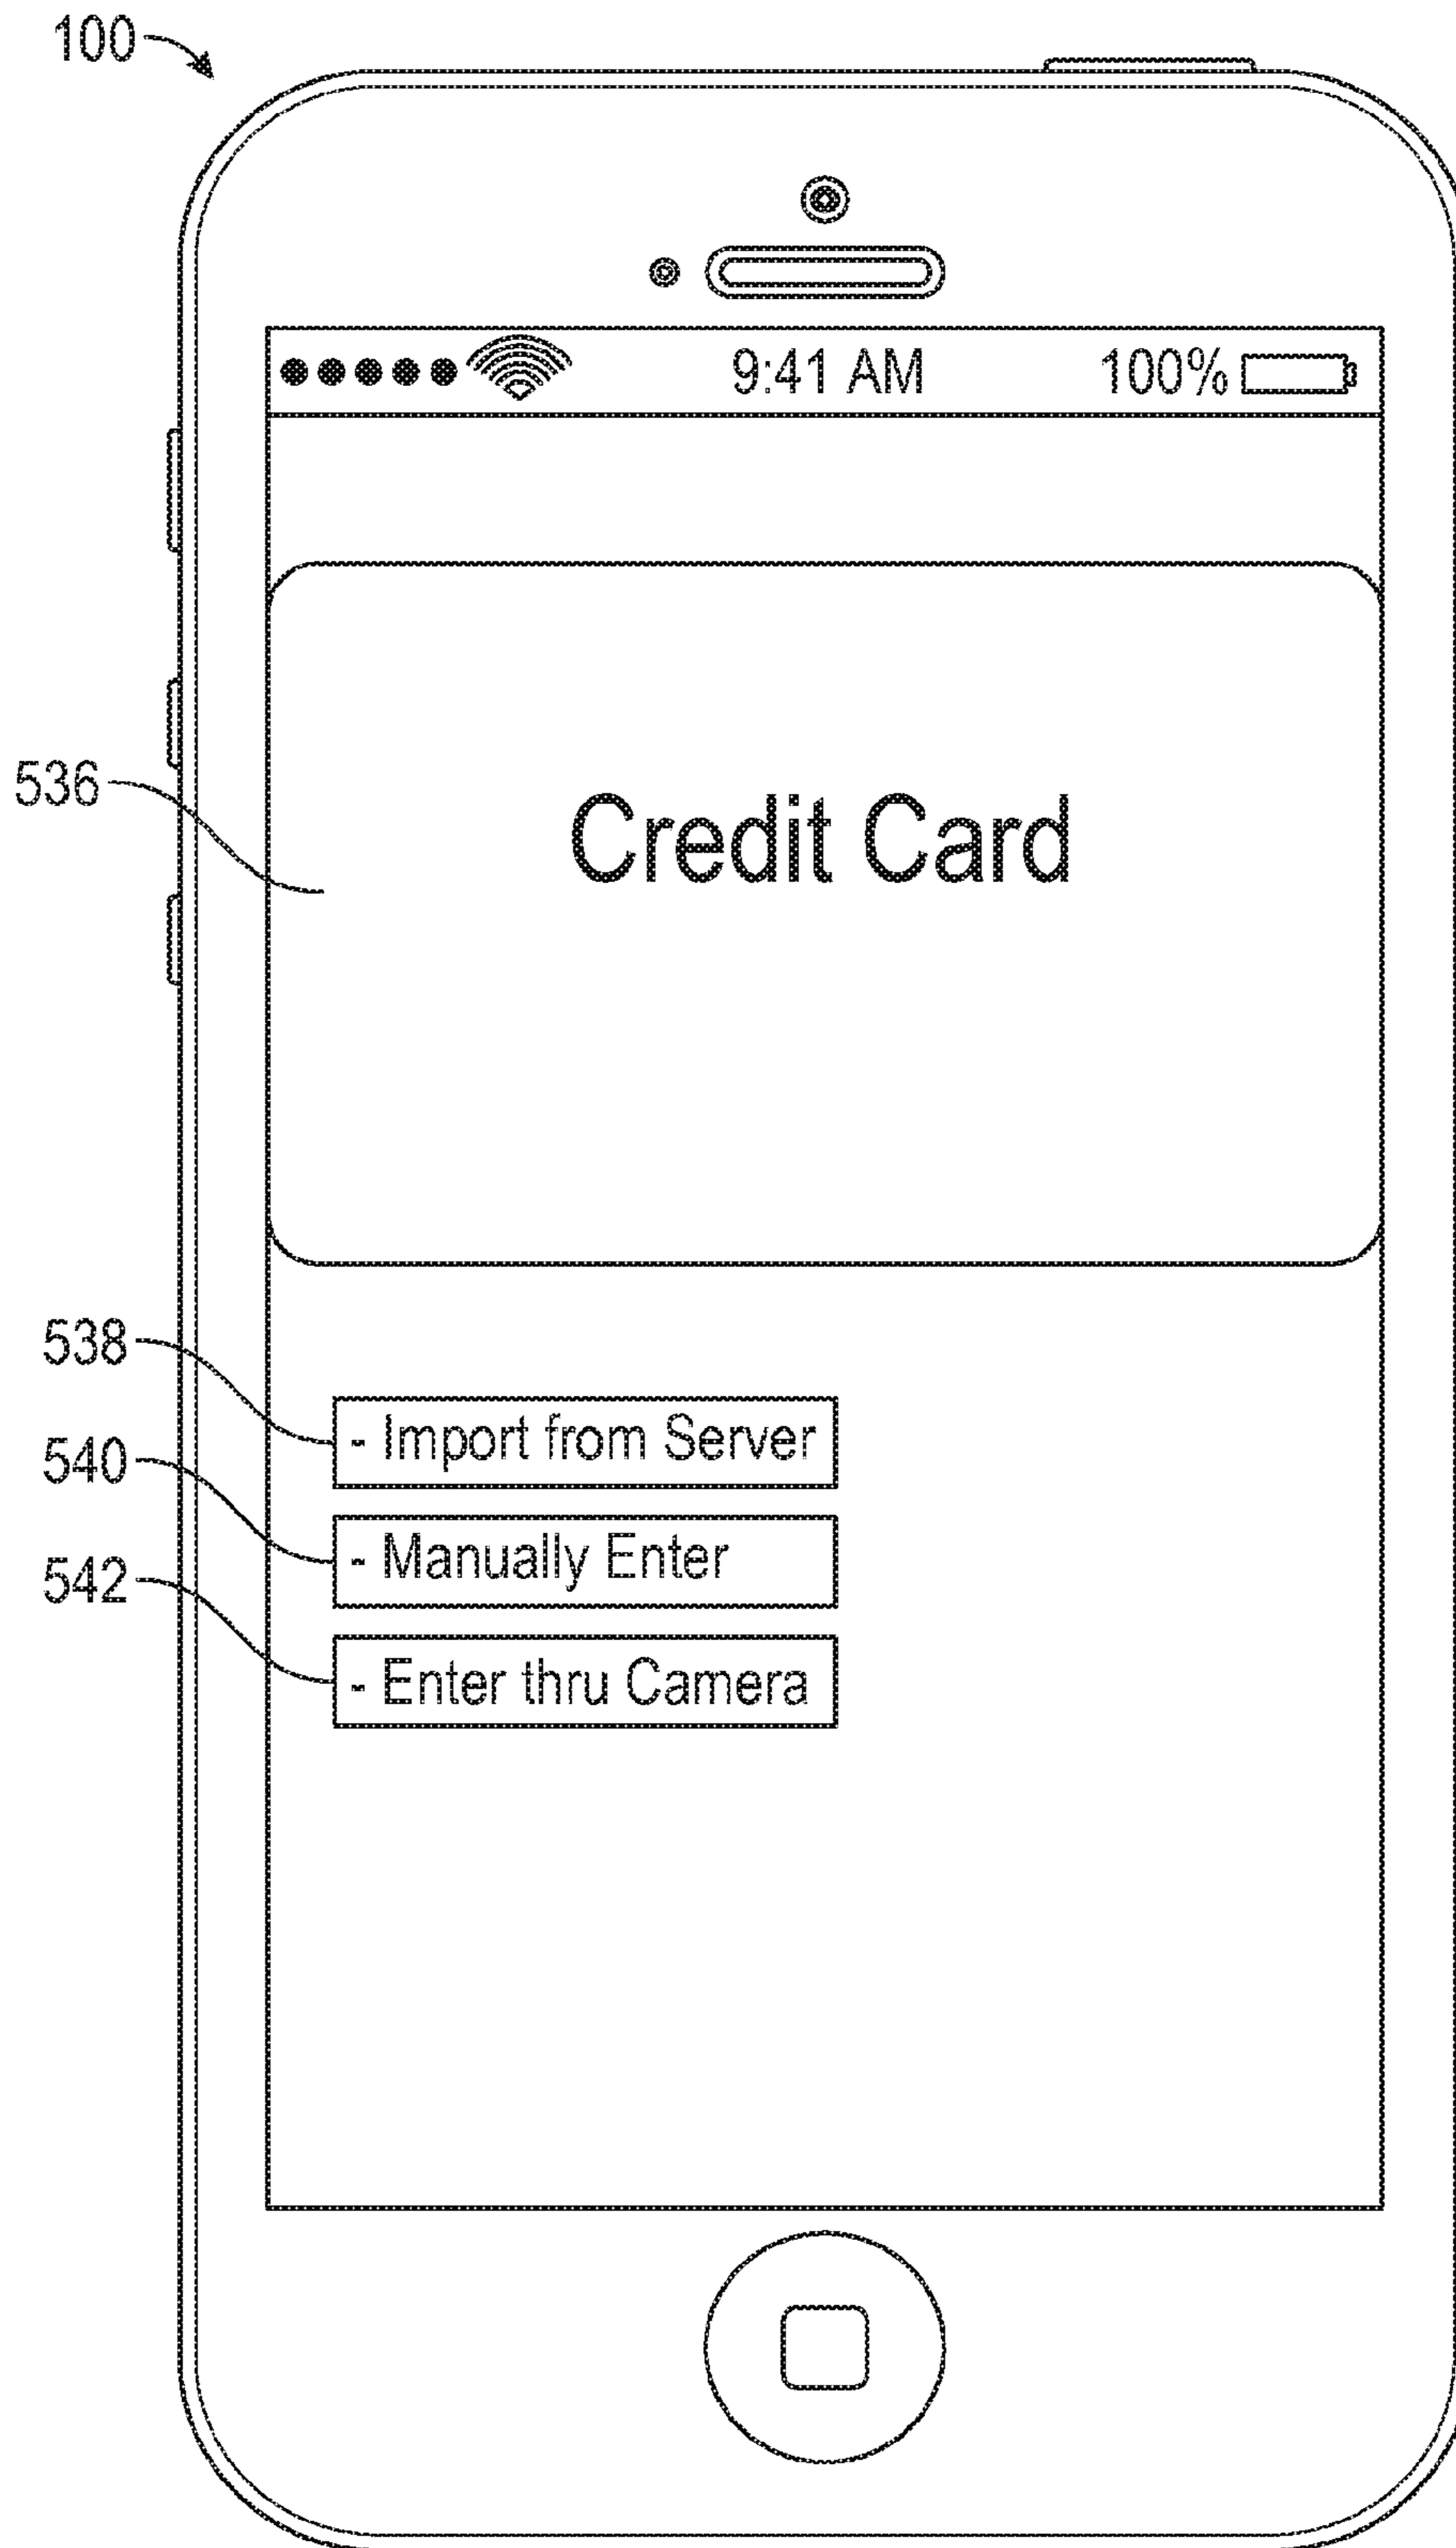 100
9:41 AM 100%
536
Credit Card
538
- Import from Server
540
- Manually Enter
542
- Enter thru Camera